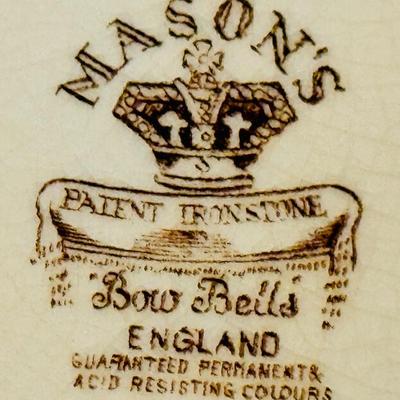 MASON'S
PATENT IRONSTONE
"Bow Bells"
ENGLAND
GUARANTEED PERMANENT &
ACID RESISTING COLOURS